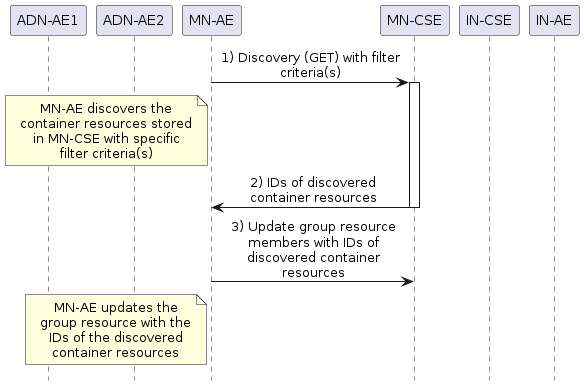 ADN-AE1 ADN-AE2 MN-AE MN-CSE IN-CSE IN-AE
1) Discovery (GET) with filter
criteria(s)
MN-AE discovers the
container resources stored
in MN-CSE with specific
filter criteria(s)
2) IDs of discovered
container resources
3) Update group resource
members with IDs of
discovered container
resources
MN-AE updates the
group resource with the
IDs of the discovered
container resources